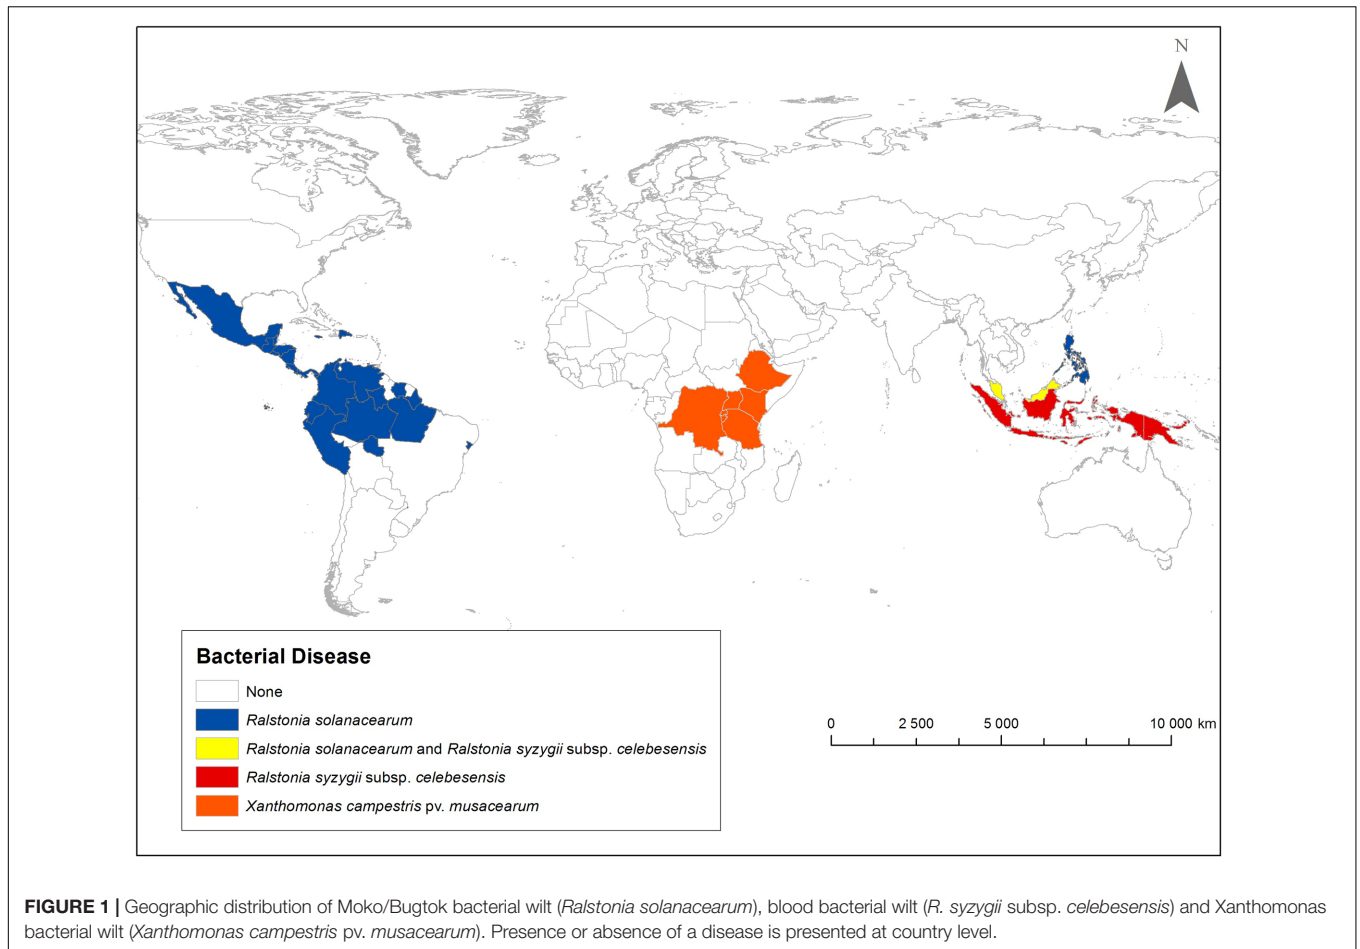 N
Bacterial Disease
None
Ralstonia solanacearum
Ralstonia solanacearum and Ralstonia syzygii subsp. celebesensis
Ralstonia syzygii subsp. celebesensis
Xanthomonas campestris pv. musacearum
0 2 500 5 000 10 000 km
FIGURE 1 | Geographic distribution of Moko/Bugtok bacterial wilt (Ralstonia solanacearum), blood bacterial wilt (R. syzygii subsp. celebesensis) and Xanthomonas
bacterial wilt (Xanthomonas campestris pv. musacearum). Presence or absence of a disease is presented at country level.